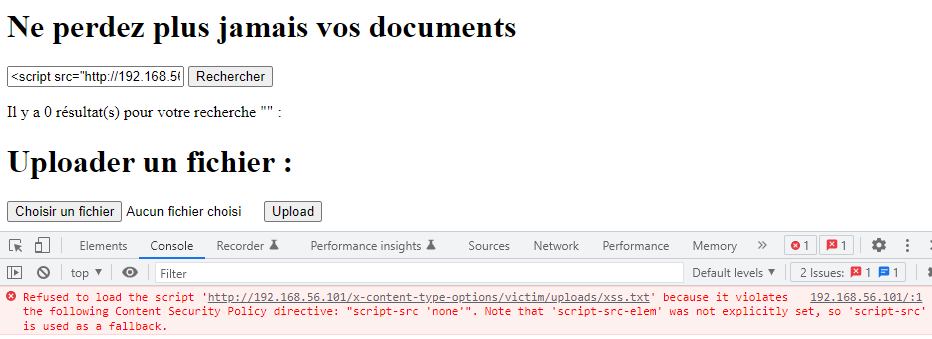 Ne perdez plus jamais vos documents
<script src="http://192.168.56 Rechercher
Il y a 0 résultat(s) pour votre recherche "" :
Uploader un fichier :
Choisir un fichier Aucun fichier choisi Upload
Elements Console Recorder Performance insights Sources Network Performance Memory » 1 1
top ▼ Filter Default levels ▼ 2 Issues: 1 1
Refused to load the script 'http://192.168.56.101/x-content-type-options/victim/uploads/xss.txt' because it violates 192.168.56.101/:1
the following Content Security Policy directive: "script-src 'none'". Note that 'script-src-elem' was not explicitly set, so 'script-src'
is used as a fallback.